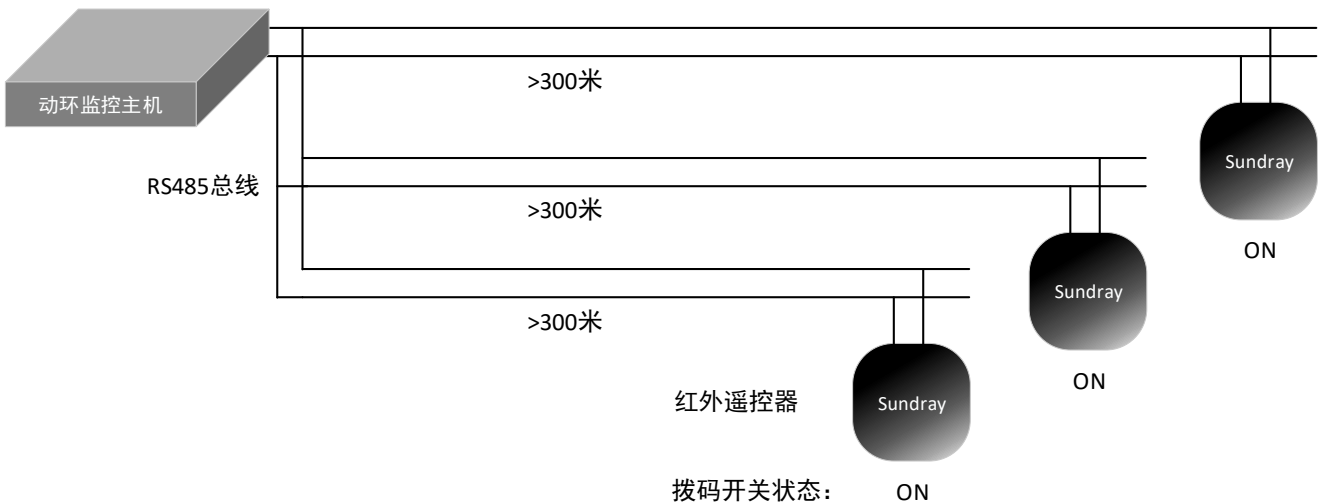 >300米
动环监控主机
Sundray
RS485总线
>300米
ON
Sundray
>300米
ON
红外遥控器
Sundray
拨码开关状态： ON